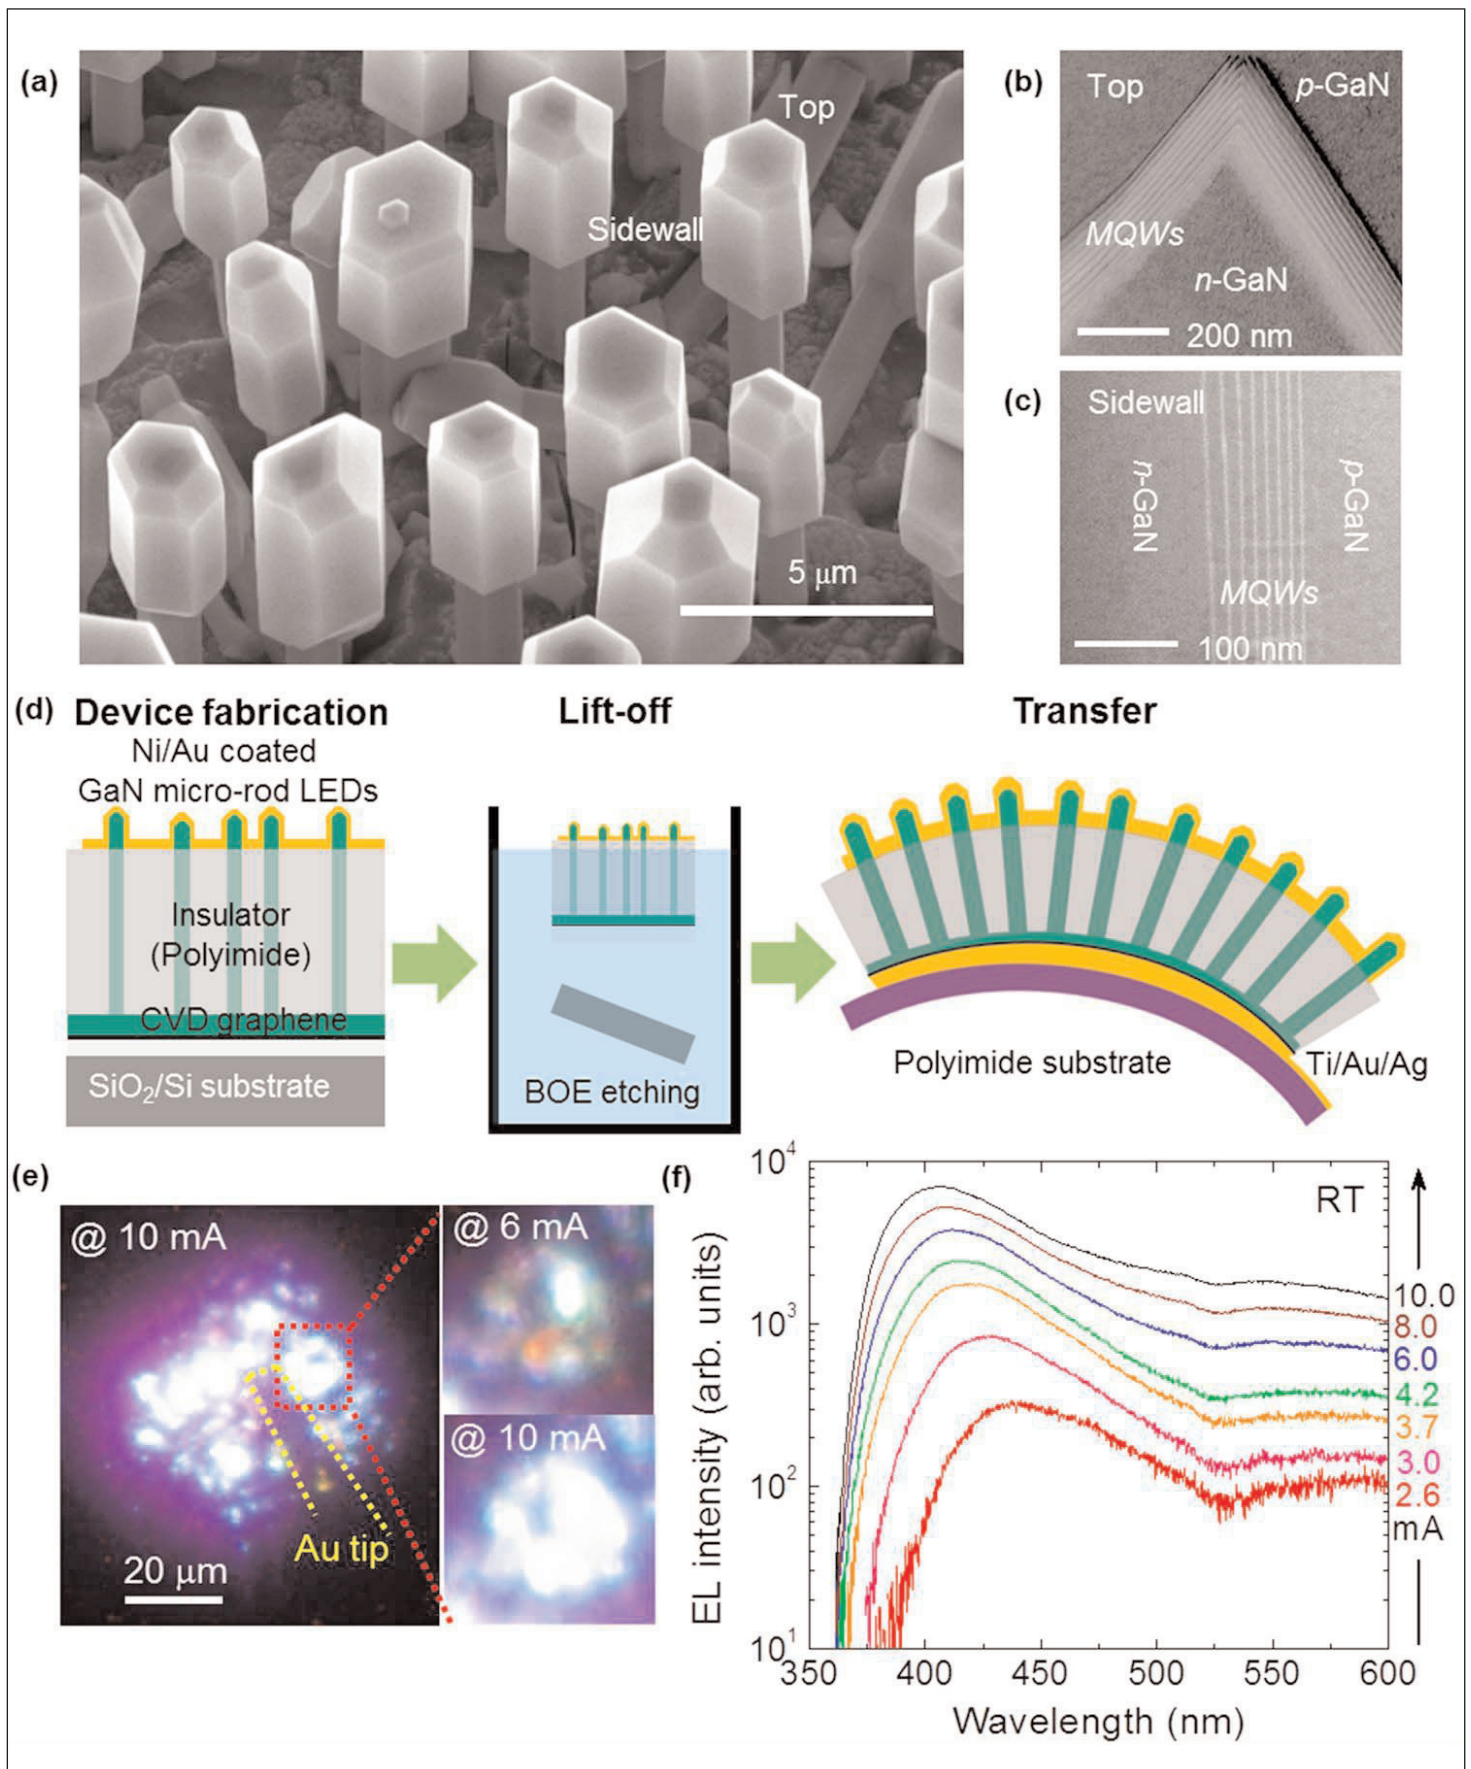 (a)
Top
Sidewall
5 μm
(b)
Top
p-GaN
MQWs
n-GaN
200 nm
(c)
Sidewall
n-GaN
p-GaN
MQWs
100 nm
(d)
Device fabrication
Ni/Au coated
GaN micro-rod LEDs
Insulator
(Polyimide)
CVD graphene
SiO₂/Si substrate
Lift-off
BOE etching
Transfer
Polyimide substrate
Ti/Au/Ag
(e)
@ 10 mA
Au tip
20 μm
@ 6 mA
@ 10 mA
(f)
EL intensity (arb. units)
10⁴
10³
10²
10¹
RT
10.0
8.0
6.0
4.2
3.7
3.0
2.6
mA
350 400 450 500 550 600
Wavelength (nm)